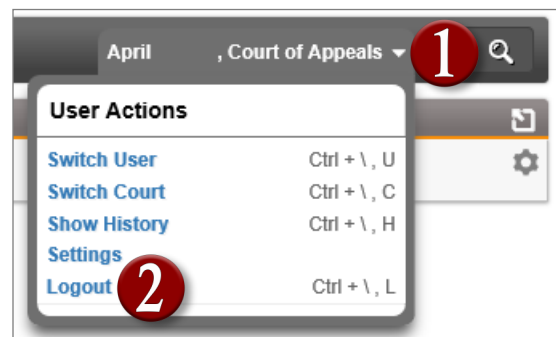 April , Court of Appeals 1
User Actions
Switch User Ctrl + \ , U
Switch Court Ctrl + \ , C
Show History Ctrl + \ , H
Settings
Logout 2 Ctrl + \ , L